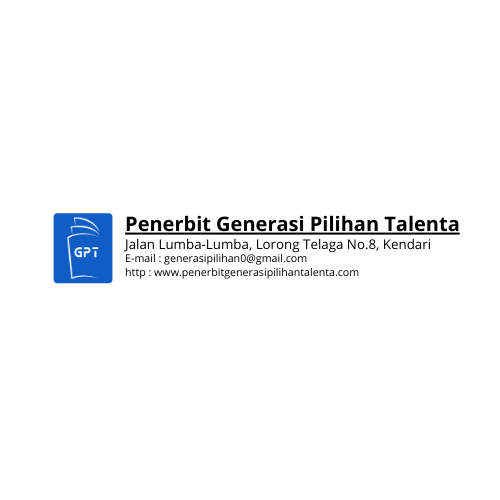 GPT
Penerbit Generasi Pilihan Talenta
Jalan Lumba-Lumba, Lorong Telaga No.8, Kendari
E-mail : generasipilihan0@gmail.com
http : www.penerbitgenerasipilihantalenta.com